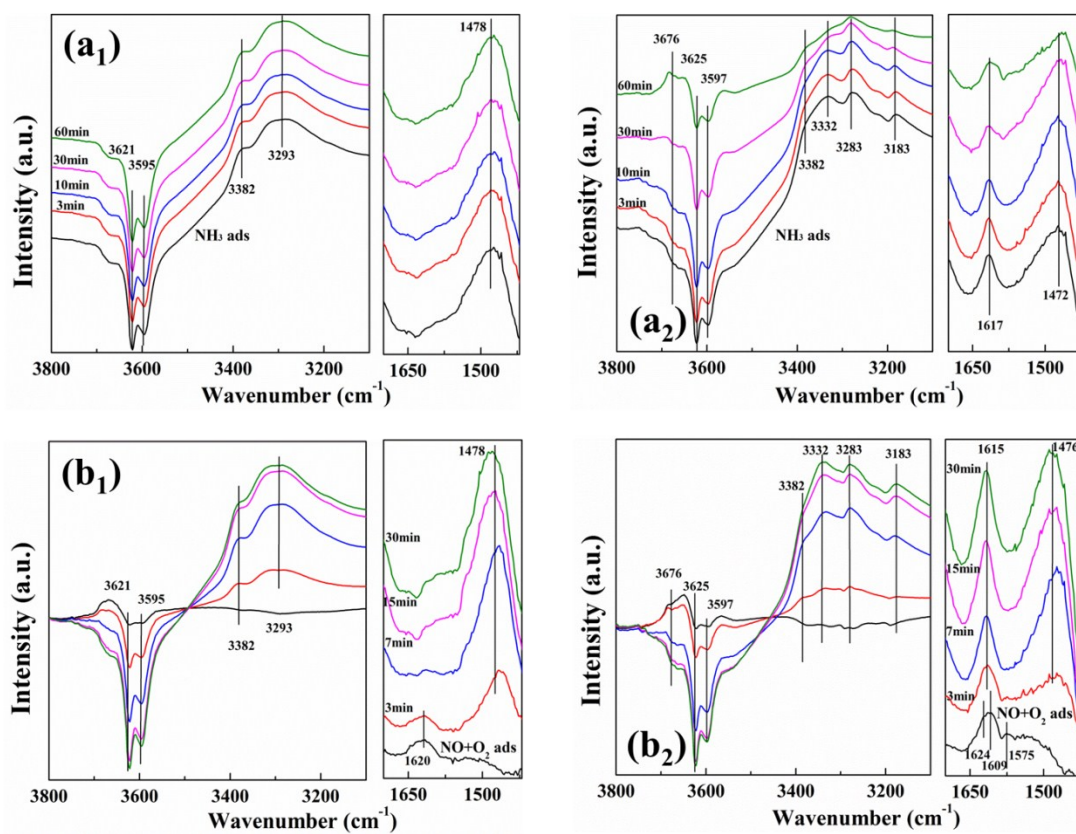 (a₁)
3621
3595
3382
3293
1478
60min
30min
10min
3min
NH₃ ads
Intensity (a.u.)
3800 3600 3400 3200 1650 1500
Wavenumber (cm⁻¹)
(a₂)
3676
3625
3597
3382
3332
3283
3183
1617
1472
60min
30min
10min
3min
NH₃ ads
Intensity (a.u.)
3800 3600 3400 3200 1650 1500
Wavenumber (cm⁻¹)
(b₁)
3621
3595
3382
3293
1478
30min
15min
7min
3min
NO+O₂ ads
1620
Intensity (a.u.)
3800 3600 3400 3200 1650 1500
Wavenumber (cm⁻¹)
(b₂)
3676
3625
3597
3382
3332
3283
3183
1615
1476
30min
15min
7min
3min
NO+O₂ ads
1624
1609
1575
Intensity (a.u.)
3800 3600 3400 3200 1650 1500
Wavenumber (cm⁻¹)